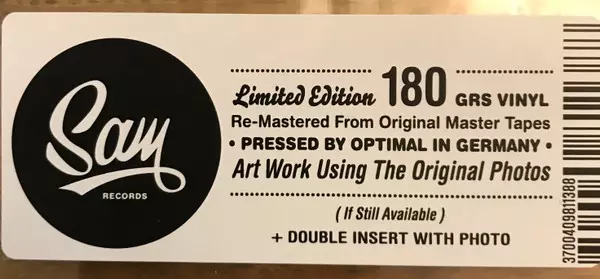 Sam
RECORDS
Limited Edition 180 GRS VINYL
Re-Mastered From Original Master Tapes
• PRESSED BY OPTIMAL IN GERMANY •
Art Work Using The Original Photos
( If Still Available )
+ DOUBLE INSERT WITH PHOTO
3700409811388